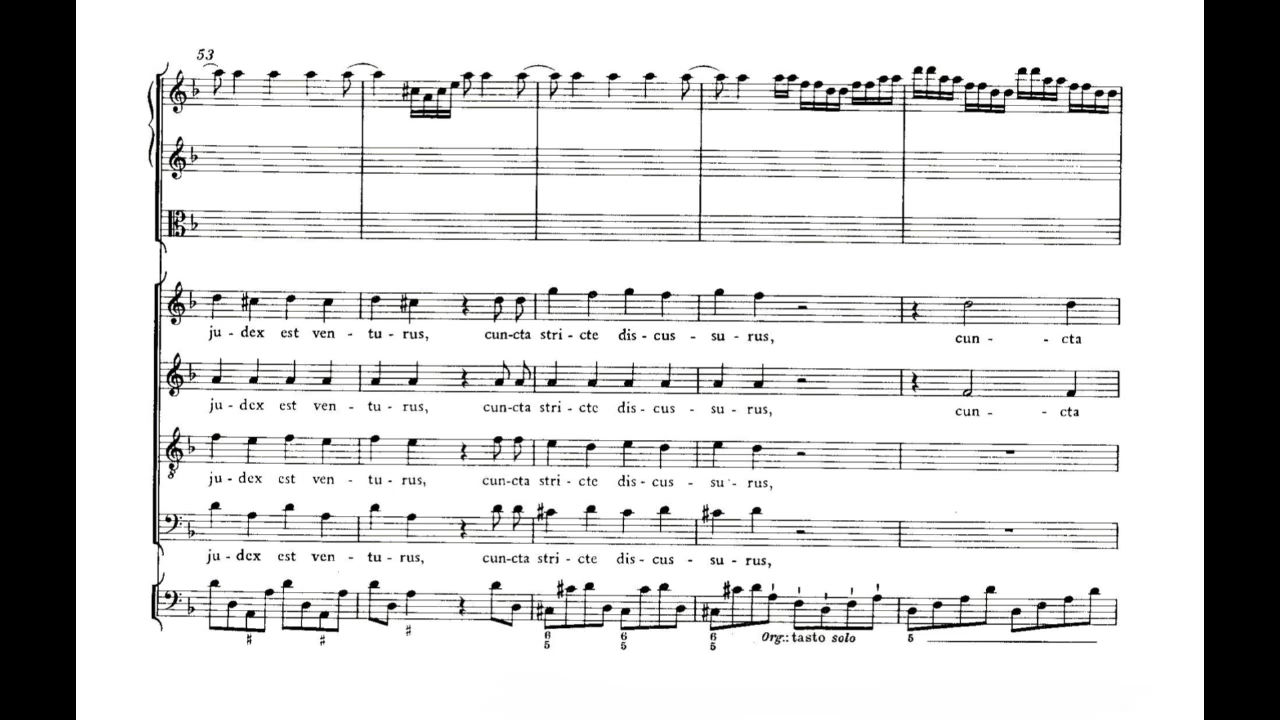 53
ju - dex est ven - tu - rus, cun-cta stri - cte dis - cus - su - rus, cun - - cta
ju - dex est ven - tu - rus, cun-cta stri - cte dis - cus - su - rus, cun - - cta
8
ju - dex est ven - tu - rus, cun-cta stri - cte dis - cus - su - rus,
ju - dex est ven - tu - rus, cun-cta stri - cte dis - cus - su - rus,
# # # 6 6 6 Org.: tasto solo 5
5 5 5